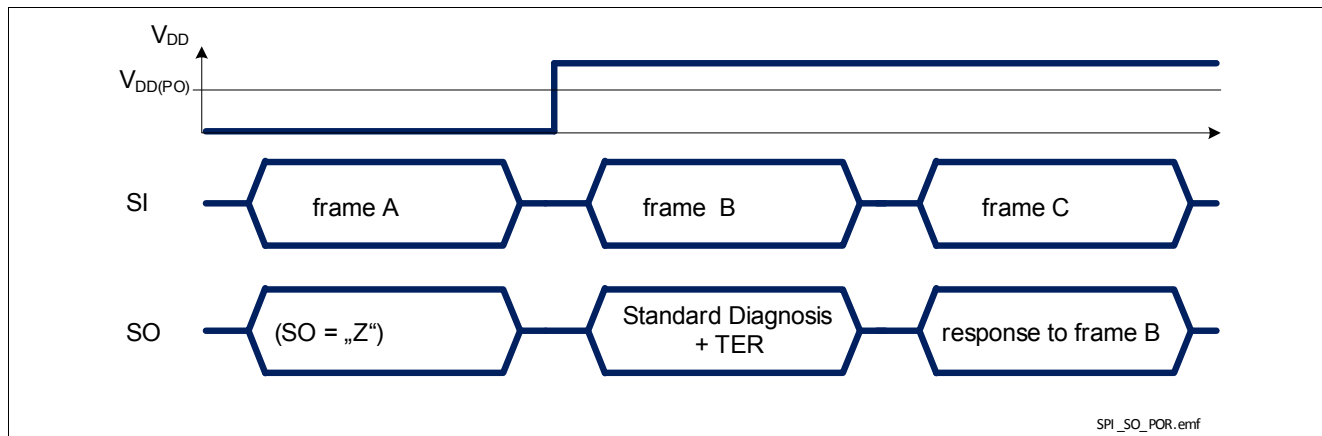 VDD
VDD(PO)
SI
frame A
frame B
frame C
SO
(SO = „Z“)
Standard Diagnosis
+ TER
response to frame B
SPI_SO_POR.emf